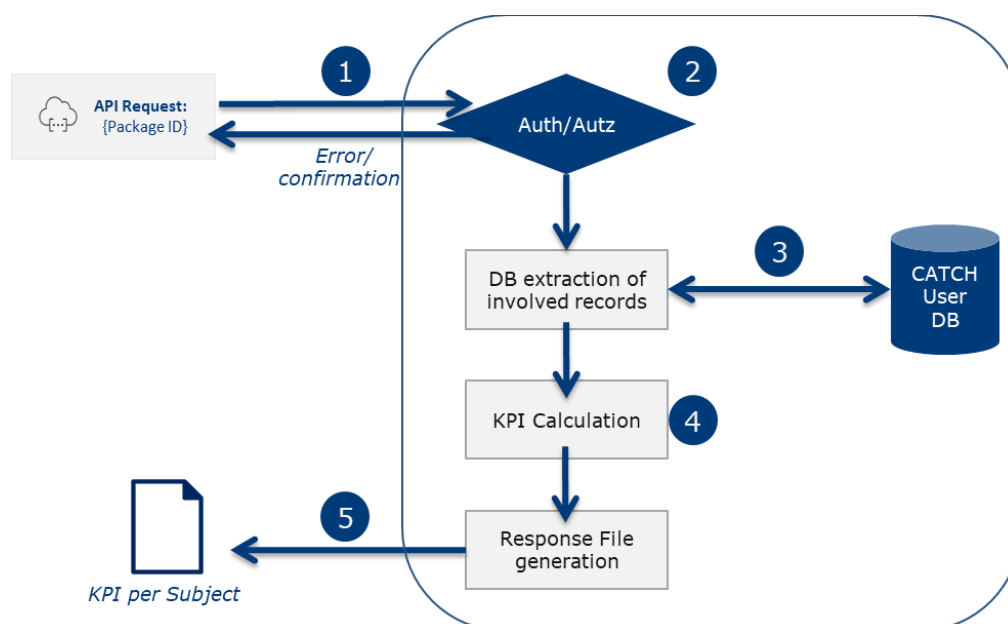 1
2
API Request:
{Package ID}
Auth/Autz
Error/
confirmation
3
DB extraction of
involved records
CATCH
User
DB
KPI Calculation
4
5
Response File
generation
KPI per Subject